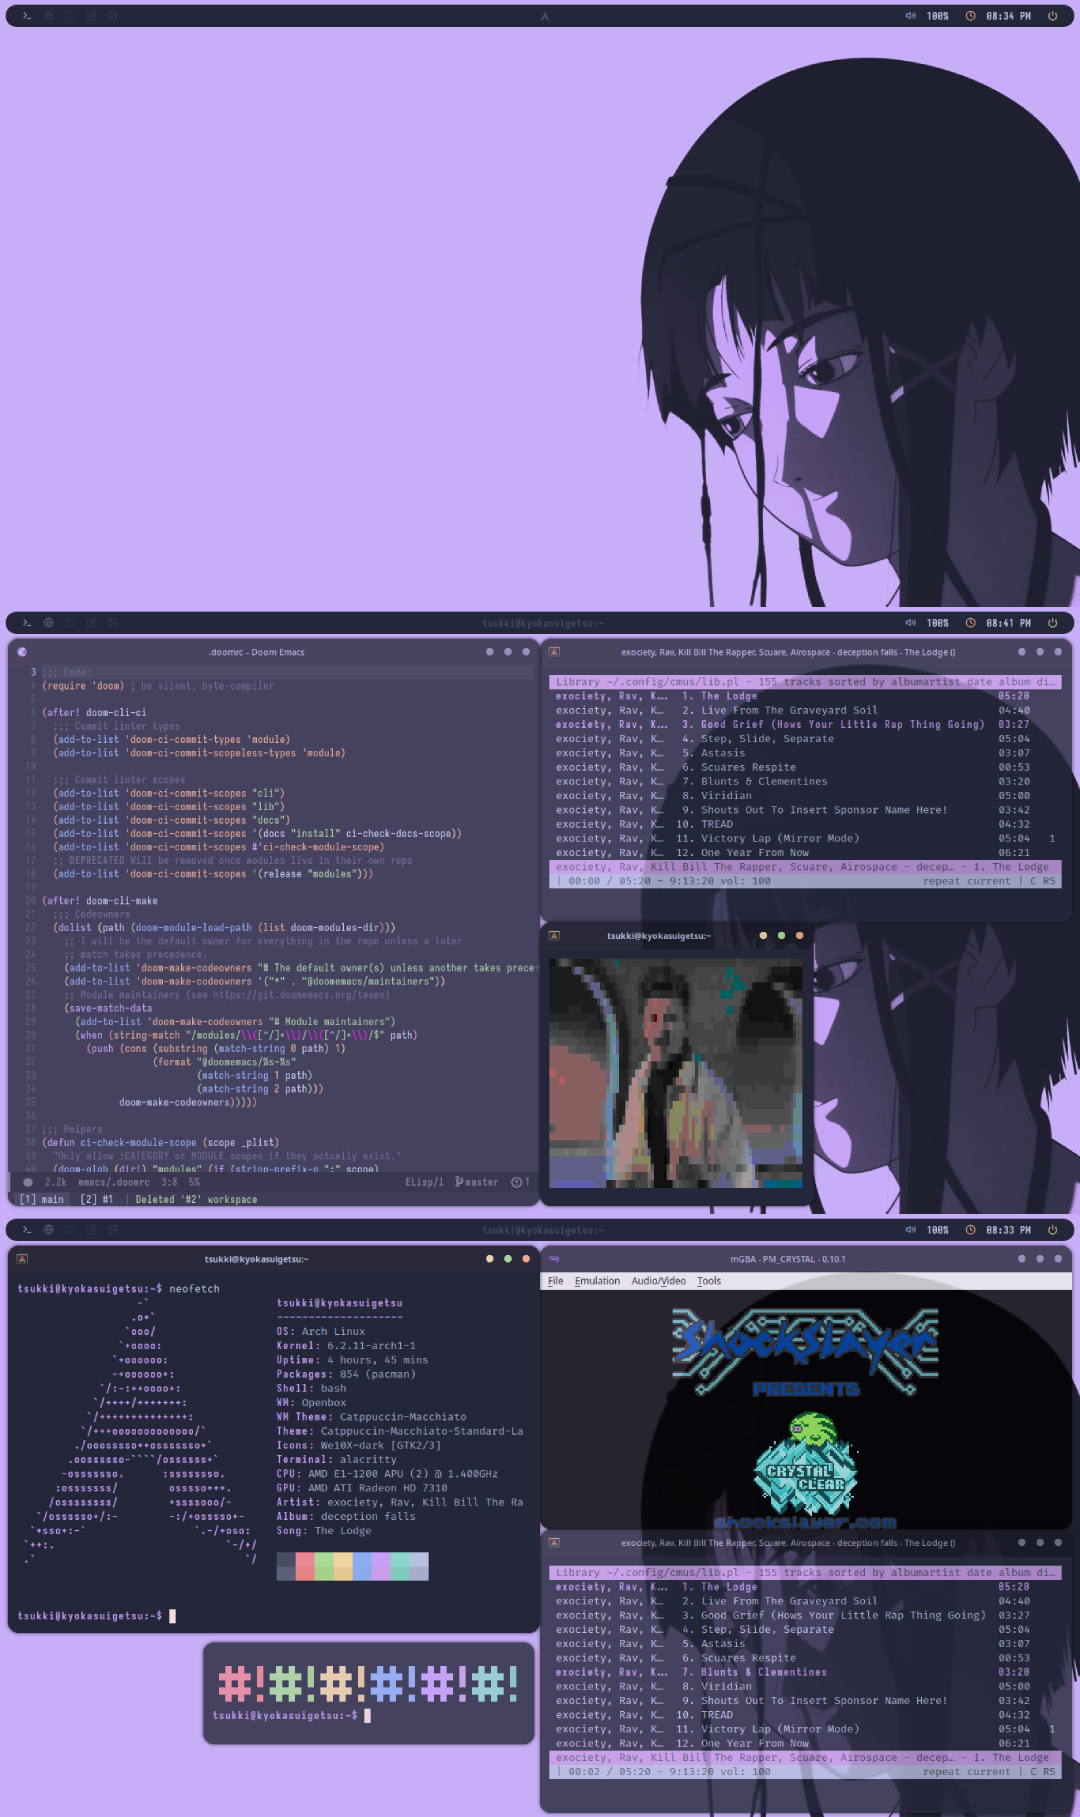 100% 08:34 PM
tsukki@kyokasuigetsu:~ 100% 08:41 PM
.doomrc – Doom Emacs
3 ;;; Code:
4 (require 'doom) ; be silent, byte-compiler
5
6 (after! doom-cli-ci
7 ;;; Commit linter types
8 (add-to-list 'doom-ci-commit-types 'module)
9 (add-to-list 'doom-ci-commit-scopeless-types 'module)
10
11 ;;; Commit linter scopes
12 (add-to-list 'doom-ci-commit-scopes "cli")
13 (add-to-list 'doom-ci-commit-scopes "lib")
14 (add-to-list 'doom-ci-commit-scopes "docs")
15 (add-to-list 'doom-ci-commit-scopes '(docs "install" ci-check-docs-scope))
16 (add-to-list 'doom-ci-commit-scopes #'ci-check-module-scope)
17 ;; DEPRECATED Will be removed once modules live in their own repo
18 (add-to-list 'doom-ci-commit-scopes '(release "modules")))
19
20 (after! doom-cli-make
21 ;;; Codeowners
22 (dolist (path (doom-module-load-path (list doom-modules-dir)))
23 ;; I will be the default owner for everything in the repo unless a later
24 ;; match takes precedence.
25 (add-to-list 'doom-make-codeowners "# The default owner(s) unless another takes prece
26 (add-to-list 'doom-make-codeowners '("*" . "@doomemacs/maintainers"))
27 ;; Module maintainers (see https://git.doomemacs.org/teams)
28 (save-match-data
29 (add-to-list 'doom-make-codeowners "# Module maintainers")
30 (when (string-match "/modules/\\([^/]+\\)/\\([^/]+\\)/$" path)
31 (push (cons (substring (match-string 0 path) 1)
32 (format "@doomemacs/%s-%s"
33 (match-string 1 path)
34 (match-string 2 path)))
35 doom-make-codeowners)))))
36
37 ;;; Helpers
38 (defun ci-check-module-scope (scope _plist)
39 "Only allow :CATEGORY or MODULE scopes if they actually exist."
40 (doom-glob (dir!) "modules" (if (string-prefix-p ":" scope)
2.2k emacs/.doomrc 3:8 5% ELisp/l master 1
[1] main [2] #1 | Deleted '#2' workspace
exociety, Rav, Kill Bill The Rapper, Scuare, Airospace - deception falls - The Lodge ()
Library ~/.config/cmus/lib.pl - 155 tracks sorted by albumartist date album di…
exociety, Rav, K… 1. The Lodge 05:20
exociety, Rav, K… 2. Live From The Graveyard Soil 04:40
exociety, Rav, K… 3. Good Grief (Hows Your Little Rap Thing Going) 03:27
exociety, Rav, K… 4. Step, Slide, Separate 05:04
exociety, Rav, K… 5. Astasis 03:07
exociety, Rav, K… 6. Scuares Respite 00:53
exociety, Rav, K… 7. Blunts & Clementines 03:20
exociety, Rav, K… 8. Viridian 05:00
exociety, Rav, K… 9. Shouts Out To Insert Sponsor Name Here! 03:42
exociety, Rav, K… 10. TREAD 04:32
exociety, Rav, K… 11. Victory Lap (Mirror Mode) 05:04 1
exociety, Rav, K… 12. One Year From Now 06:21
exociety, Rav, Kill Bill The Rapper, Scuare, Airospace - decep… - 1. The Lodge
| 00:00 / 05:20 - 9:13:20 vol: 100 repeat current | C RS
tsukki@kyokasuigetsu:~
tsukki@kyokasuigetsu:~ 100% 08:33 PM
tsukki@kyokasuigetsu:~
tsukki@kyokasuigetsu:~$ neofetch
tsukki@kyokasuigetsu
--------------------
OS: Arch Linux
Kernel: 6.2.11-arch1-1
Uptime: 4 hours, 45 mins
Packages: 854 (pacman)
Shell: bash
WM: Openbox
WM Theme: Catppuccin-Macchiato
Theme: Catppuccin-Macchiato-Standard-La
Icons: We10X-dark [GTK2/3]
Terminal: alacritty
CPU: AMD E1-1200 APU (2) @ 1.400GHz
GPU: AMD ATI Radeon HD 7310
Artist: exociety, Rav, Kill Bill The Ra
Album: deception falls
Song: The Lodge
tsukki@kyokasuigetsu:~$
#!#!#!#!#!#!
tsukki@kyokasuigetsu:~$
mGBA - PM_CRYSTAL - 0.10.1
File Emulation Audio/Video Tools
ShockSlayer
PRESENTS
CRYSTAL
CLEAR
shockslayer.com
exociety, Rav, Kill Bill The Rapper, Scuare, Airospace - deception falls - The Lodge ()
Library ~/.config/cmus/lib.pl - 155 tracks sorted by albumartist date album di…
exociety, Rav, K… 1. The Lodge 05:20
exociety, Rav, K… 2. Live From The Graveyard Soil 04:40
exociety, Rav, K… 3. Good Grief (Hows Your Little Rap Thing Going) 03:27
exociety, Rav, K… 4. Step, Slide, Separate 05:04
exociety, Rav, K… 5. Astasis 03:07
exociety, Rav, K… 6. Scuares Respite 00:53
exociety, Rav, K… 7. Blunts & Clementines 03:20
exociety, Rav, K… 8. Viridian 05:00
exociety, Rav, K… 9. Shouts Out To Insert Sponsor Name Here! 03:42
exociety, Rav, K… 10. TREAD 04:32
exociety, Rav, K… 11. Victory Lap (Mirror Mode) 05:04 1
exociety, Rav, K… 12. One Year From Now 06:21
exociety, Rav, Kill Bill The Rapper, Scuare, Airospace - decep… - 1. The Lodge
| 00:02 / 05:20 - 9:13:20 vol: 100 repeat current | C RS